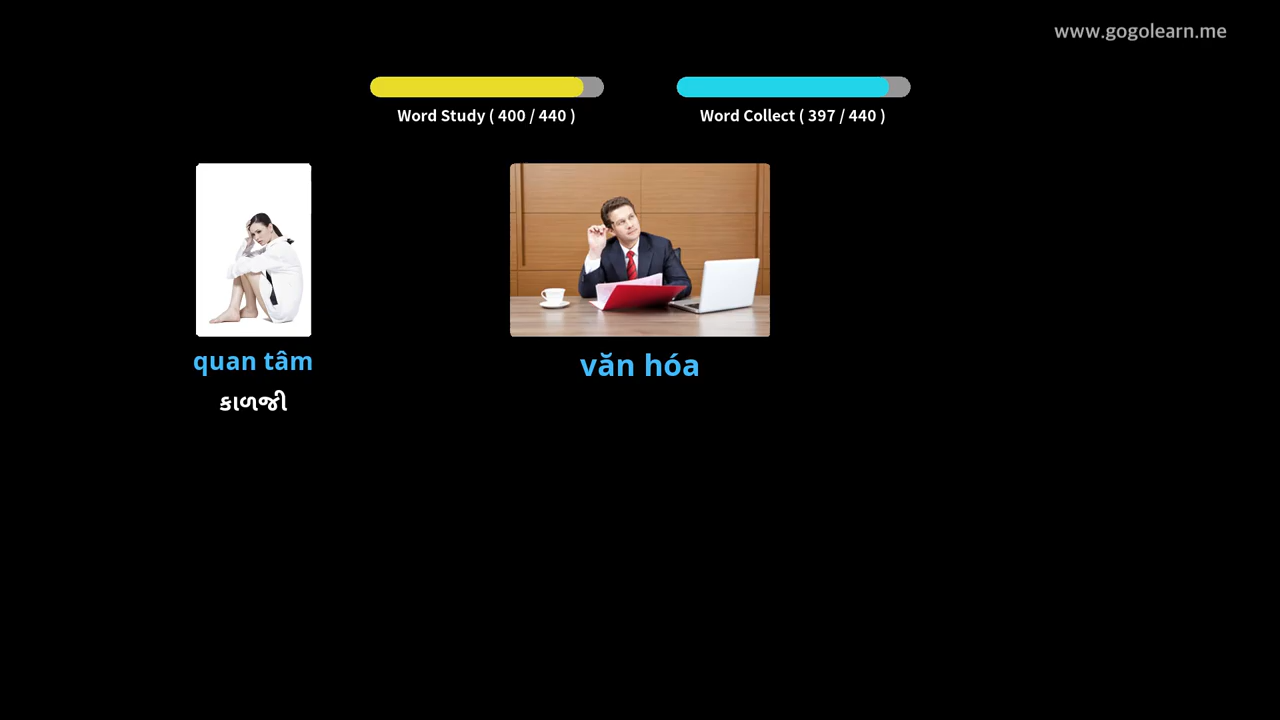 www.gogolearn.me
Word Study ( 400 / 440 )
Word Collect ( 397 / 440 )
quan tâm
văn hóa
કાળજી